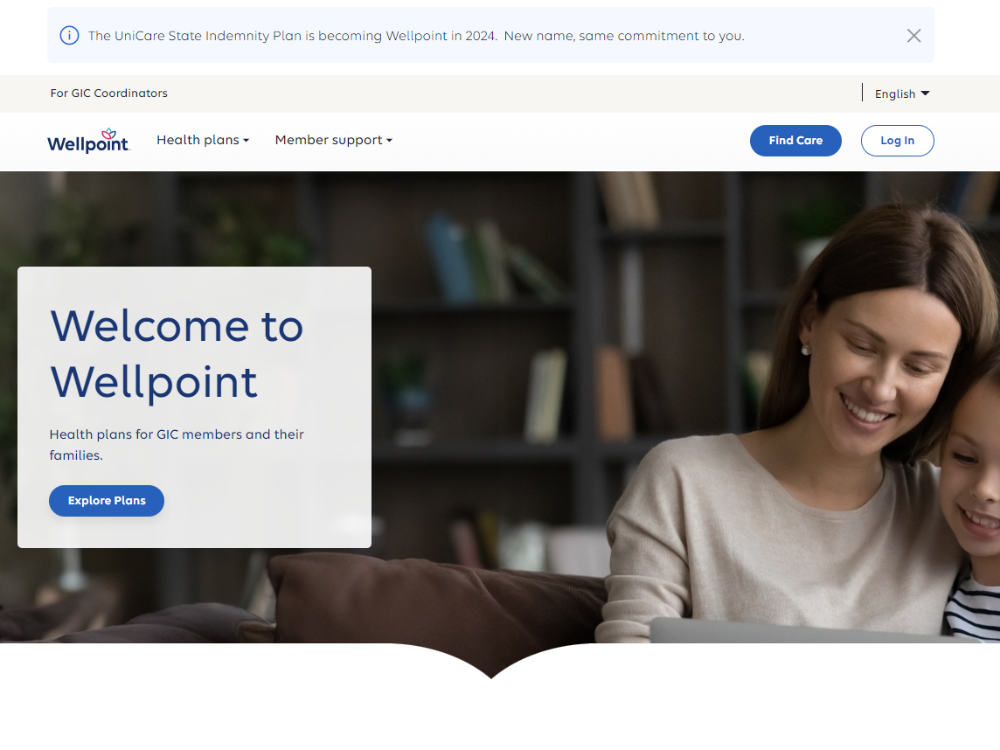 The UniCare State Indemnity Plan is becoming Wellpoint in 2024.  New name, same commitment to you.
For GIC Coordinators
English
Wellpoint.
Health plans
Member support
Find Care
Log In
Welcome to
Wellpoint
Health plans for GIC members and their
families.
Explore Plans